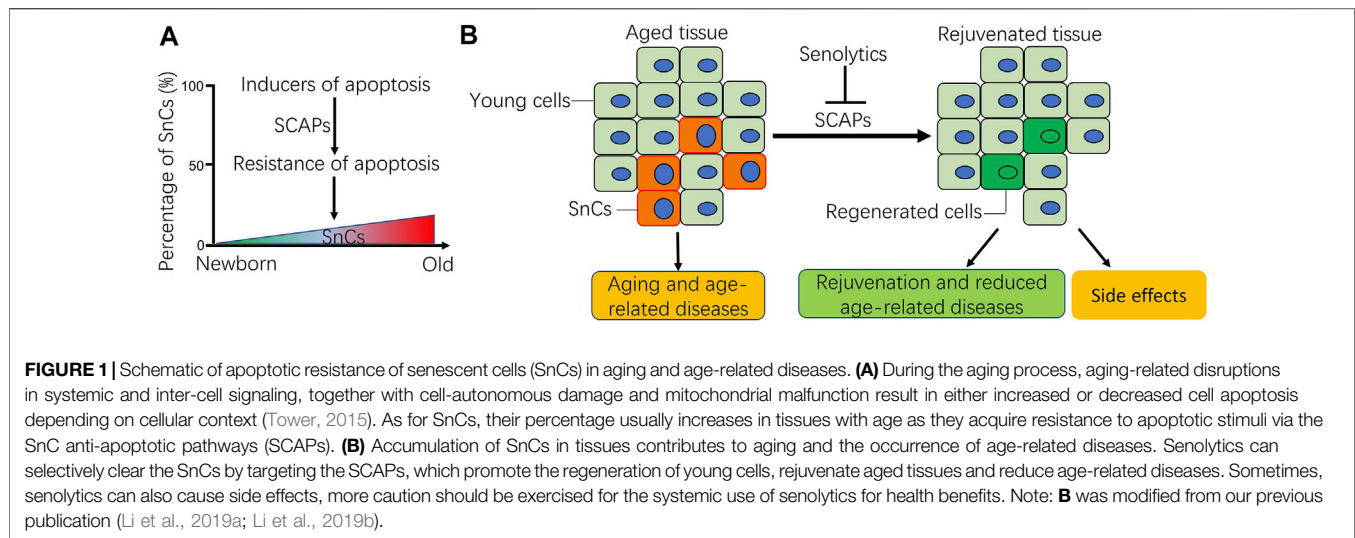 A
Percentage of SnCs (%)
100
50
0
Inducers of apoptosis
SCAPs
Resistance of apoptosis
SnCs
Newborn
Old
B
Aged tissue
Young cells
SnCs
Aging and age-
related diseases
Senolytics
SCAPs
Rejuvenated tissue
Regenerated cells
Rejuvenation and reduced
age-related diseases
Side effects
FIGURE 1 | Schematic of apoptotic resistance of senescent cells (SnCs) in aging and age-related diseases. (A) During the aging process, aging-related disruptions
in systemic and inter-cell signaling, together with cell-autonomous damage and mitochondrial malfunction result in either increased or decreased cell apoptosis
depending on cellular context (Tower, 2015). As for SnCs, their percentage usually increases in tissues with age as they acquire resistance to apoptotic stimuli via the
SnC anti-apoptotic pathways (SCAPs). (B) Accumulation of SnCs in tissues contributes to aging and the occurrence of age-related diseases. Senolytics can
selectively clear the SnCs by targeting the SCAPs, which promote the regeneration of young cells, rejuvenate aged tissues and reduce age-related diseases. Sometimes,
senolytics can also cause side effects, more caution should be exercised for the systemic use of senolytics for health benefits. Note: B was modified from our previous
publication (Li et al., 2019a; Li et al., 2019b).